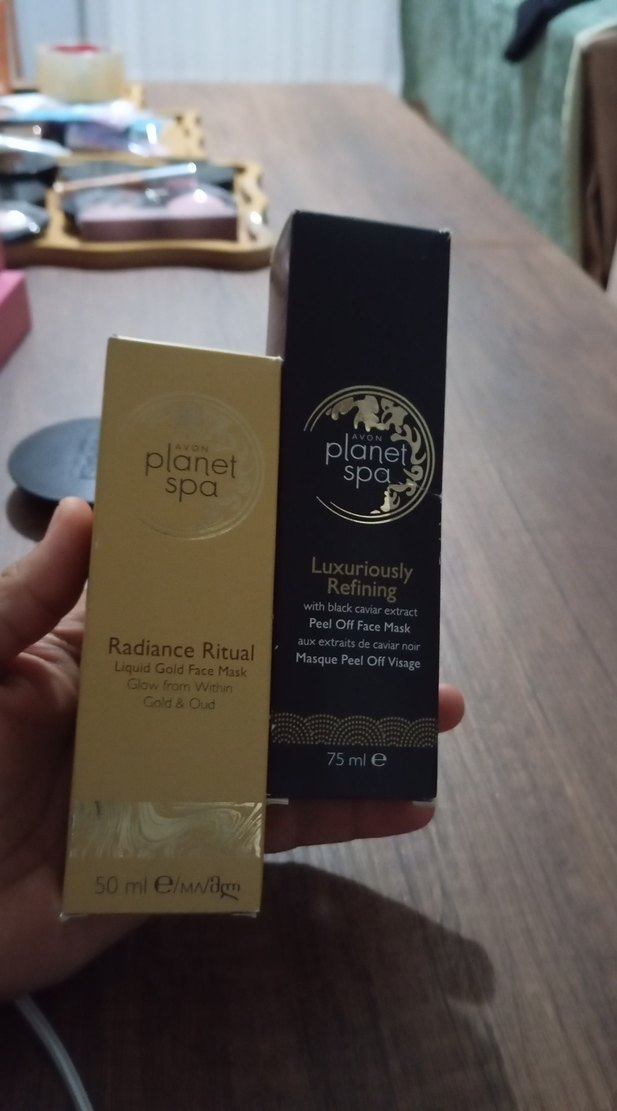 AVON
planet
spa
Radiance Ritual
Liquid Gold Face Mask
Glow from Within
Gold & Oud
50 ml ℮/мл/მლ
AVON
planet
spa
Luxuriously
Refining
with black caviar extract
Peel Off Face Mask
aux extraits de caviar noir
Masque Peel Off Visage
75 ml ℮